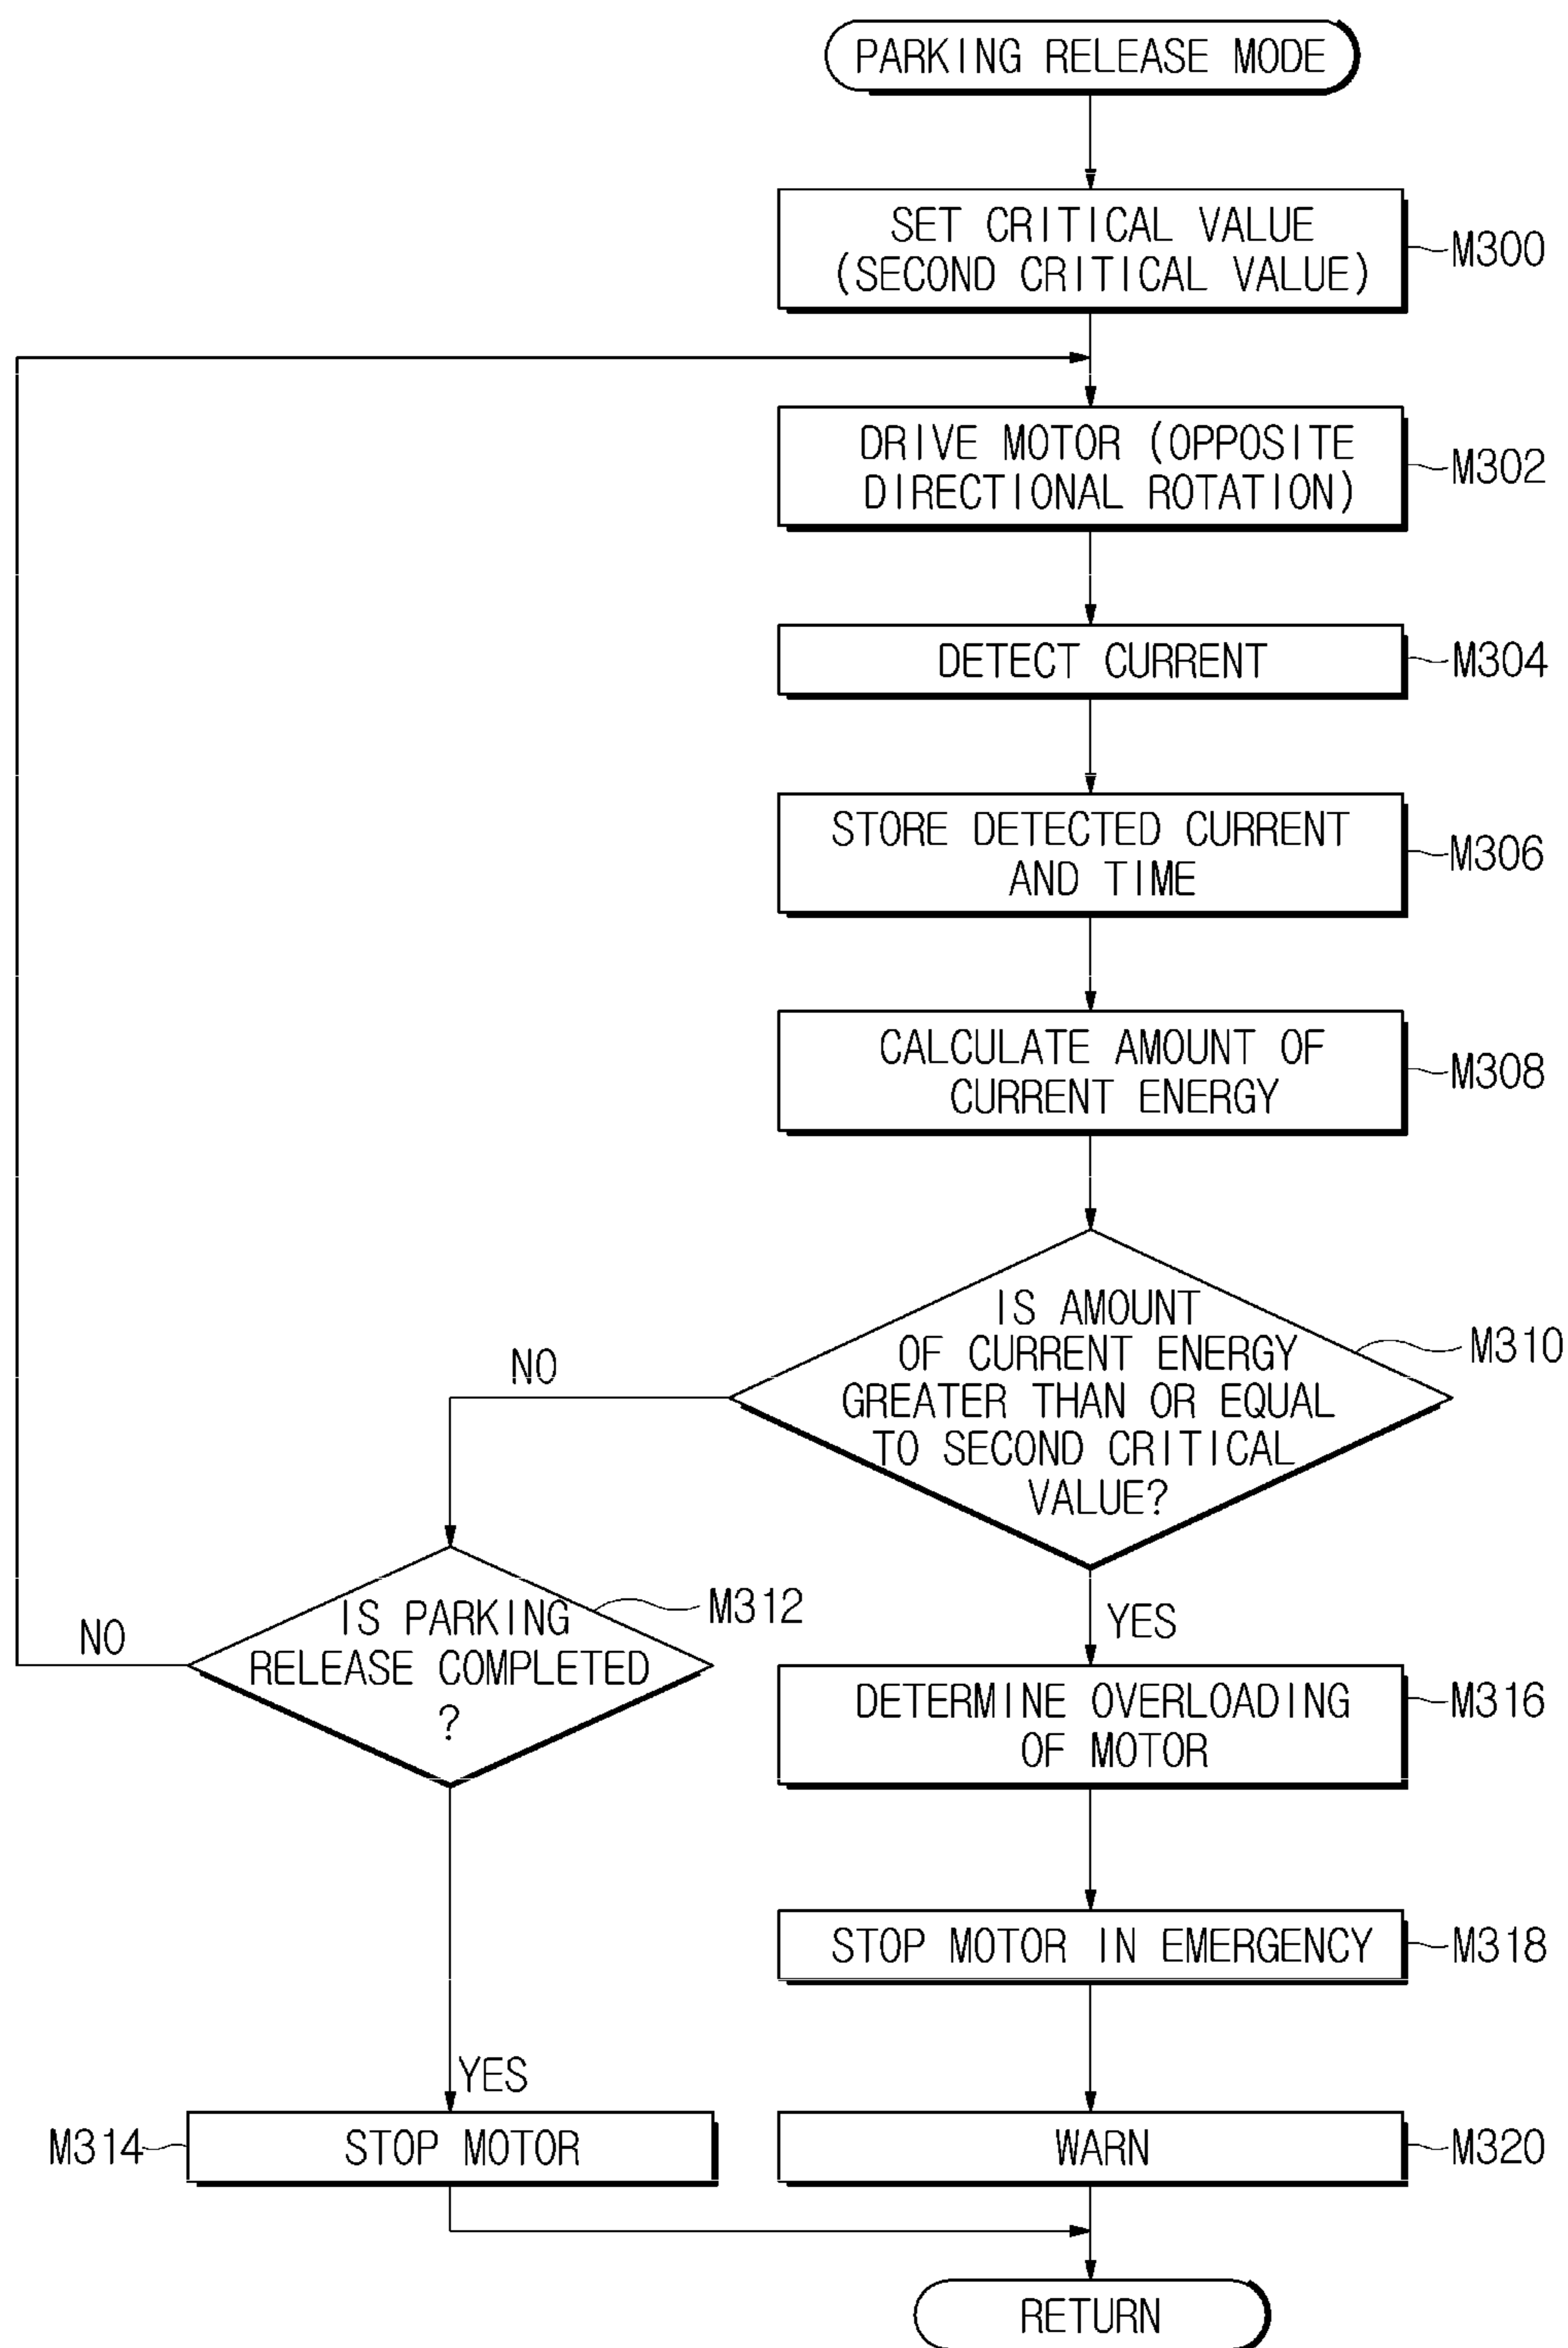 PARKING RELEASE MODE
SET CRITICAL VALUE
(SECOND CRITICAL VALUE)
M300
DRIVE MOTOR (OPPOSITE
DIRECTIONAL ROTATION)
M302
DETECT CURRENT
M304
STORE DETECTED CURRENT
AND TIME
M306
CALCULATE AMOUNT OF
CURRENT ENERGY
M308
IS AMOUNT
OF CURRENT ENERGY
GREATER THAN OR EQUAL
TO SECOND CRITICAL
VALUE?
M310
NO
YES
IS PARKING
RELEASE COMPLETED
?
M312
NO
YES
DETERMINE OVERLOADING
OF MOTOR
M316
STOP MOTOR IN EMERGENCY
M318
M314
STOP MOTOR
WARN
M320
RETURN